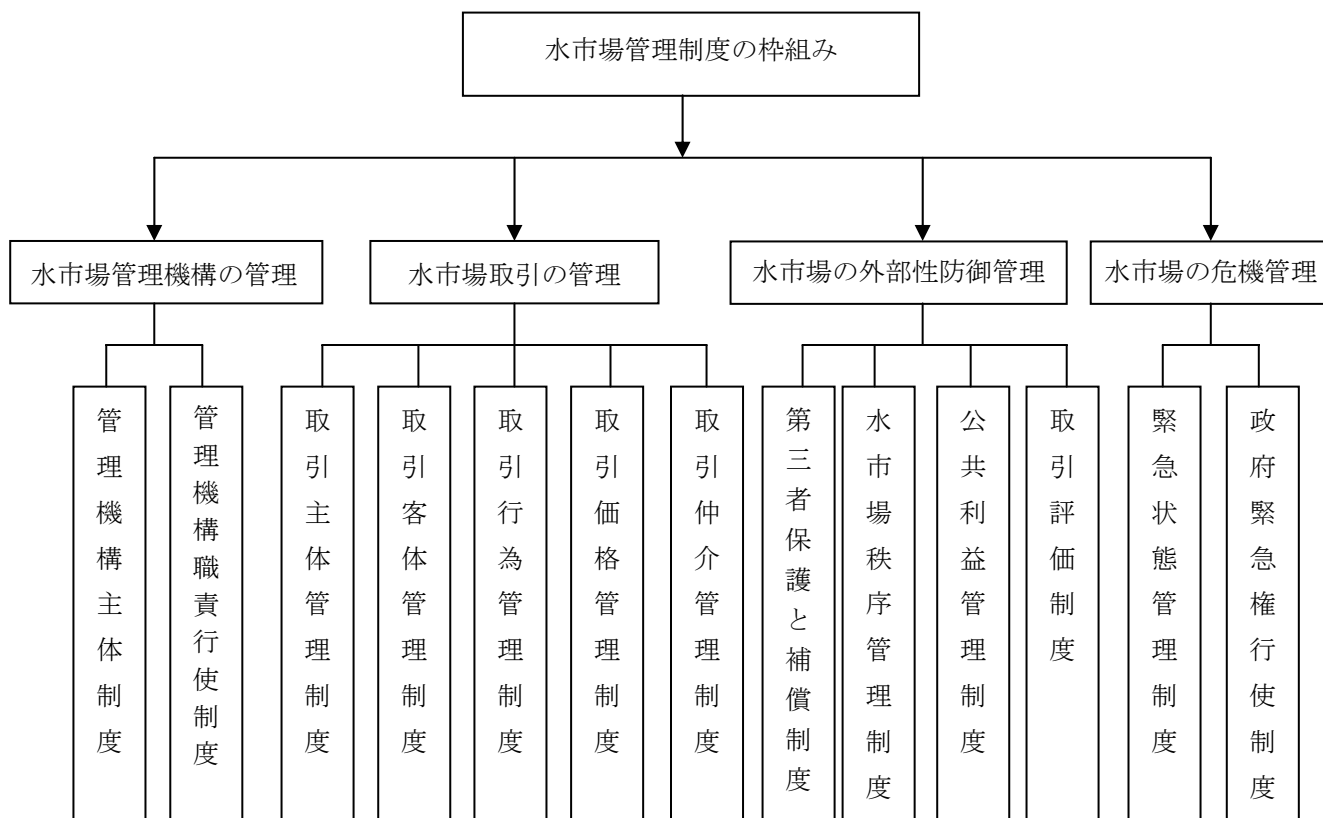 水市場管理制度の枠組み
水市場管理機構の管理
水市場取引の管理
水市場の外部性防御管理
水市場の危機管理
管理機構主体制度
管理機構職責行使制度
取引主体管理制度
取引客体管理制度
取引行為管理制度
取引価格管理制度
取引仲介管理制度
第三者保護と補償制度
水市場秩序管理制度
公共利益管理制度
取引評価制度
緊急状態管理制度
政府緊急権行使制度